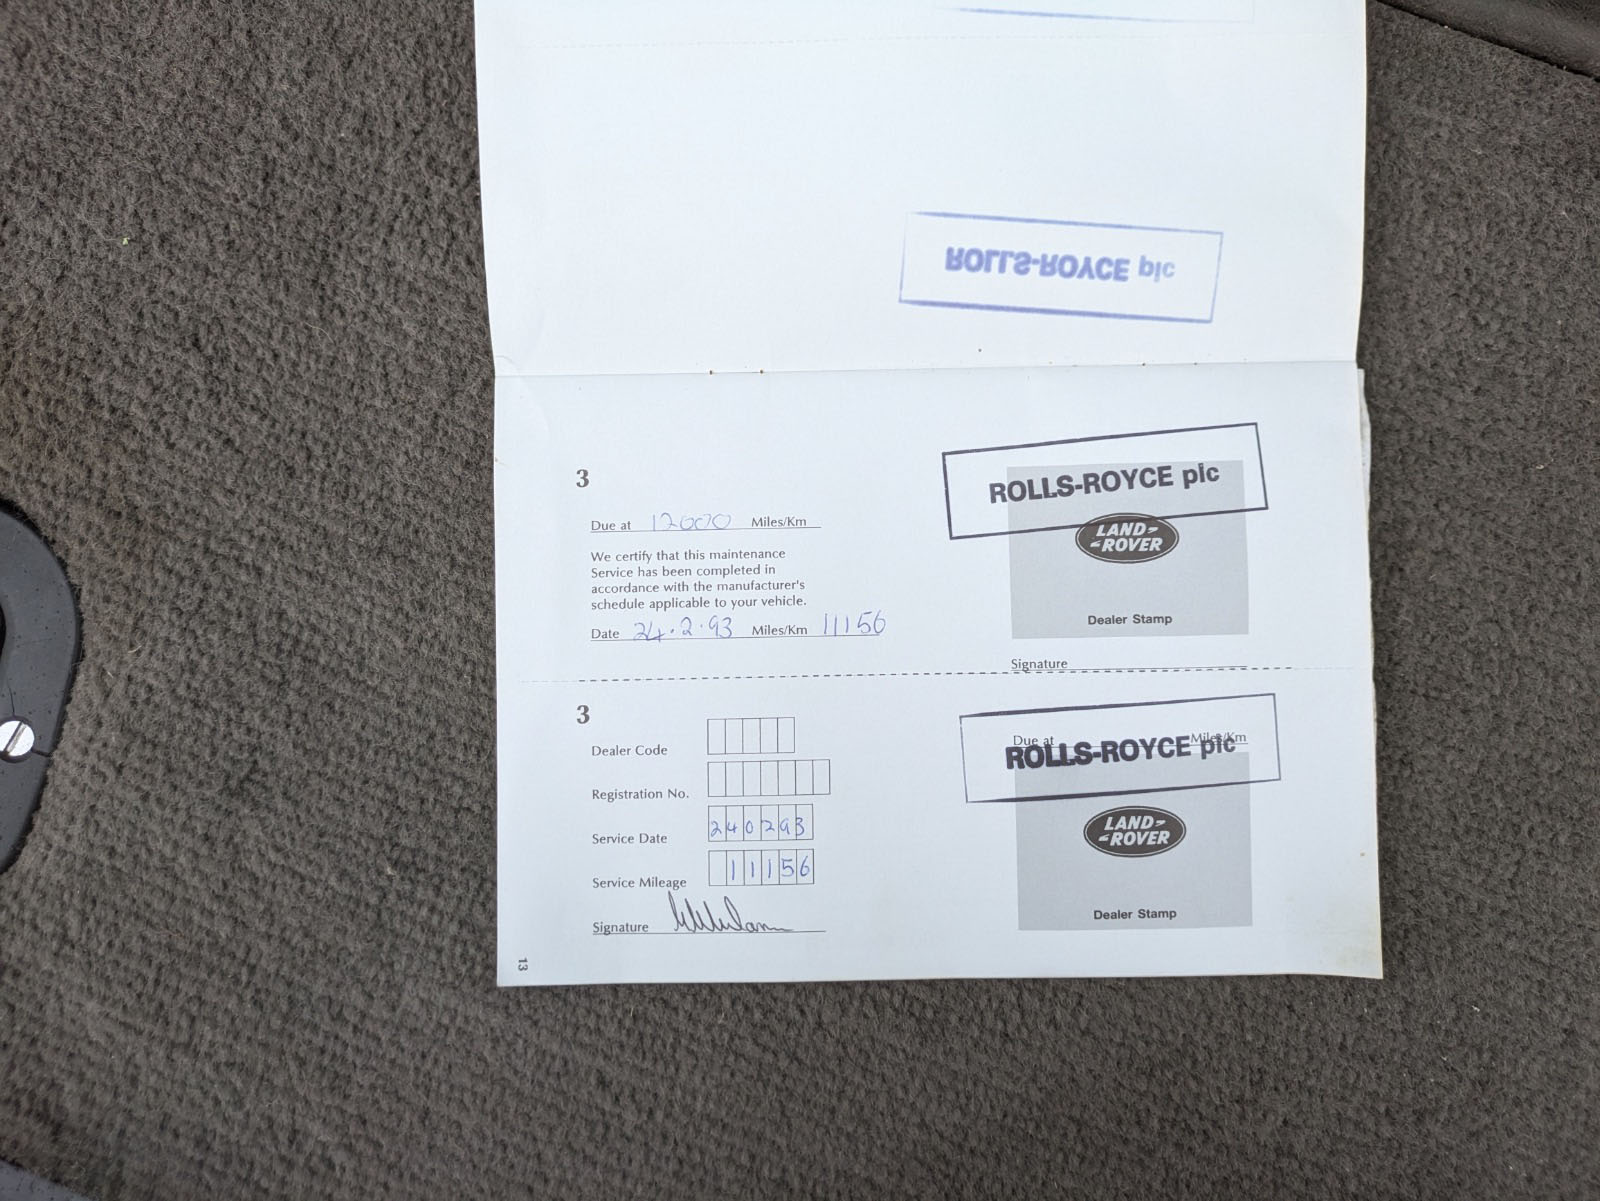 ROLLS-ROYCE plc
3
Due at 12000 Miles/Km
We certify that this maintenance
Service has been completed in
accordance with the manufacturer's
schedule applicable to your vehicle.
Date 24.2.93 Miles/Km 11156
ROLLS-ROYCE plc
LAND-
-ROVER
Dealer Stamp
Signature
3
Dealer Code
Registration No.
Service Date 240293
Service Mileage 11156
Signature
Due at Miles/Km
ROLLS-ROYCE plc
LAND-
-ROVER
Dealer Stamp
13